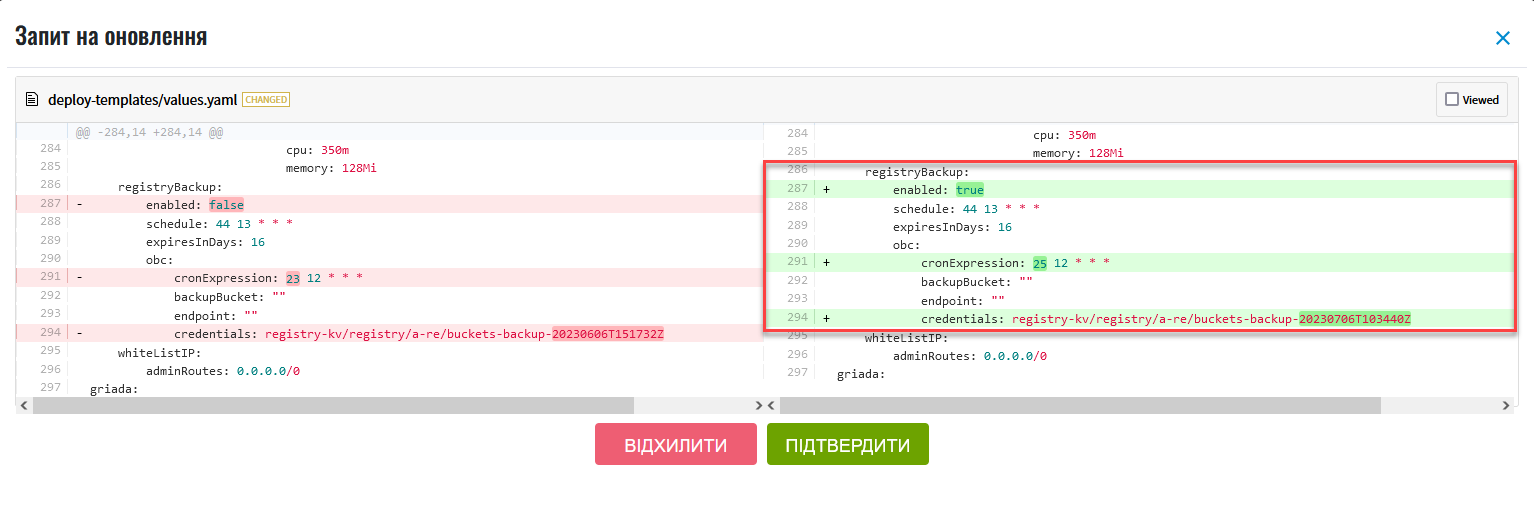 Запит на оновлення
deploy-templates/values.yaml CHANGED
Viewed
@@ -284,14 +284,14 @@
284 cpu: 350m
285 memory: 128Mi
286 registryBackup:
287 - enabled: false
288 schedule: 44 13 * * *
289 expiresInDays: 16
290 obc:
291 - cronExpression: 23 12 * * *
292 backupBucket: ""
293 endpoint: ""
294 - credentials: registry-kv/registry/a-re/buckets-backup-20230606T151732Z
295 whiteListIP:
296 adminRoutes: 0.0.0.0/0
297 griada:
284 cpu: 350m
285 memory: 128Mi
286 registryBackup:
287 + enabled: true
288 schedule: 44 13 * * *
289 expiresInDays: 16
290 obc:
291 + cronExpression: 25 12 * * *
292 backupBucket: ""
293 endpoint: ""
294 + credentials: registry-kv/registry/a-re/buckets-backup-20230706T103440Z
295 whiteListIP:
296 adminRoutes: 0.0.0.0/0
297 griada:
ВІДХИЛИТИ
ПІДТВЕРДИТИ